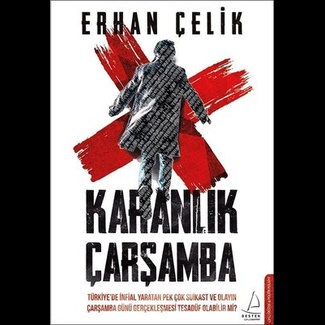 ERHAN ÇELİK
KARANLIK
ÇARŞAMBA
TÜRKİYE'DE İNFİAL YARATAN PEK ÇOK SUİKAST VE OLAYIN
ÇARŞAMBA GÜNÜ GERÇEKLEŞMESİ TESADÜF OLABİLİR Mİ?
DESTEK